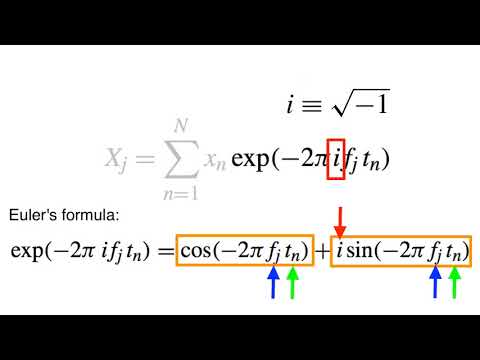 i ≡ √−1
X_j = ∑_{n=1}^{N} x_n exp(−2π i f_j t_n)
Euler's formula:
exp(−2π i f_j t_n) = cos(−2π f_j t_n) + i sin(−2π f_j t_n)